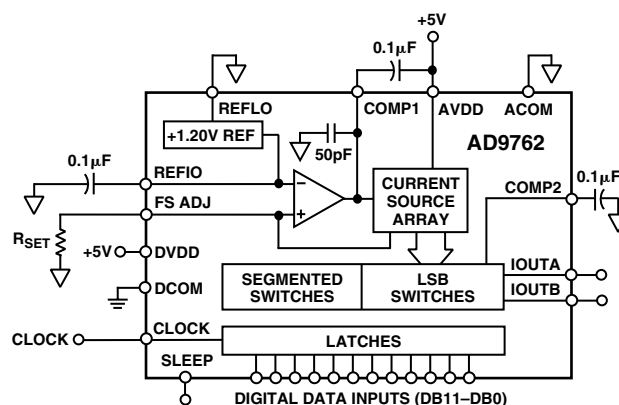 +5V
0.1μF
REFLO
COMP1
AVDD
ACOM
+1.20V REF
50pF
AD9762
0.1μF
REFIO
–
COMP2
0.1μF
FS ADJ
+
CURRENT
SOURCE
ARRAY
RSET
+5V
DVDD
IOUTA
SEGMENTED
SWITCHES
LSB
SWITCHES
DCOM
IOUTB
CLOCK
CLOCK
LATCHES
SLEEP
DIGITAL DATA INPUTS (DB11–DB0)